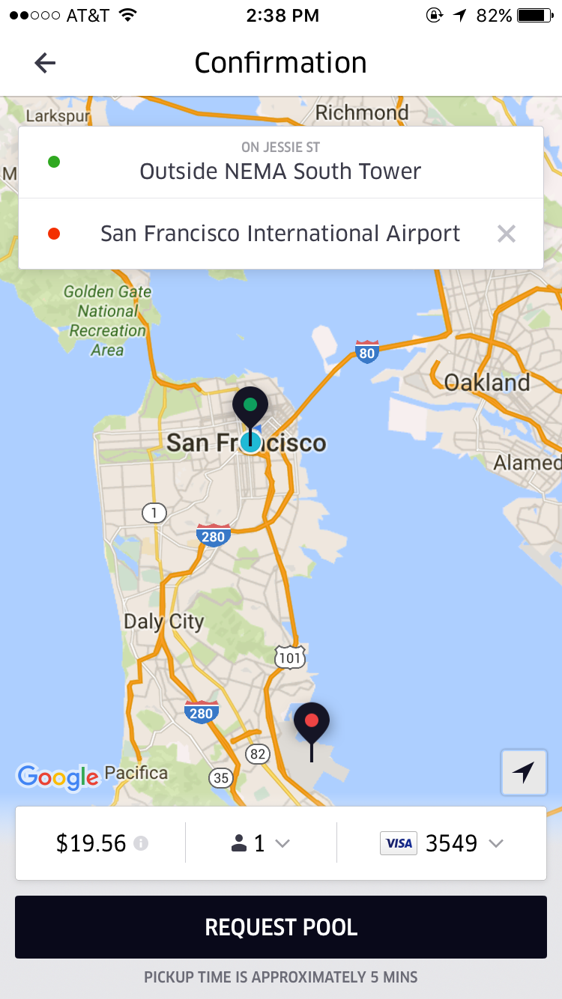 AT&T 2:38 PM 82%
Confirmation
Larkspur
Richmond
M
ON JESSIE ST
Outside NEMA South Tower
San Francisco International Airport
Golden Gate
National
Recreation
Area
80
Oakland
San Fr ncisco
Alamed
1
280
Daly City
101
280
82
35
Google
Pacifica
$19.56 1 VISA 3549
REQUEST POOL
PICKUP TIME IS APPROXIMATELY 5 MINS